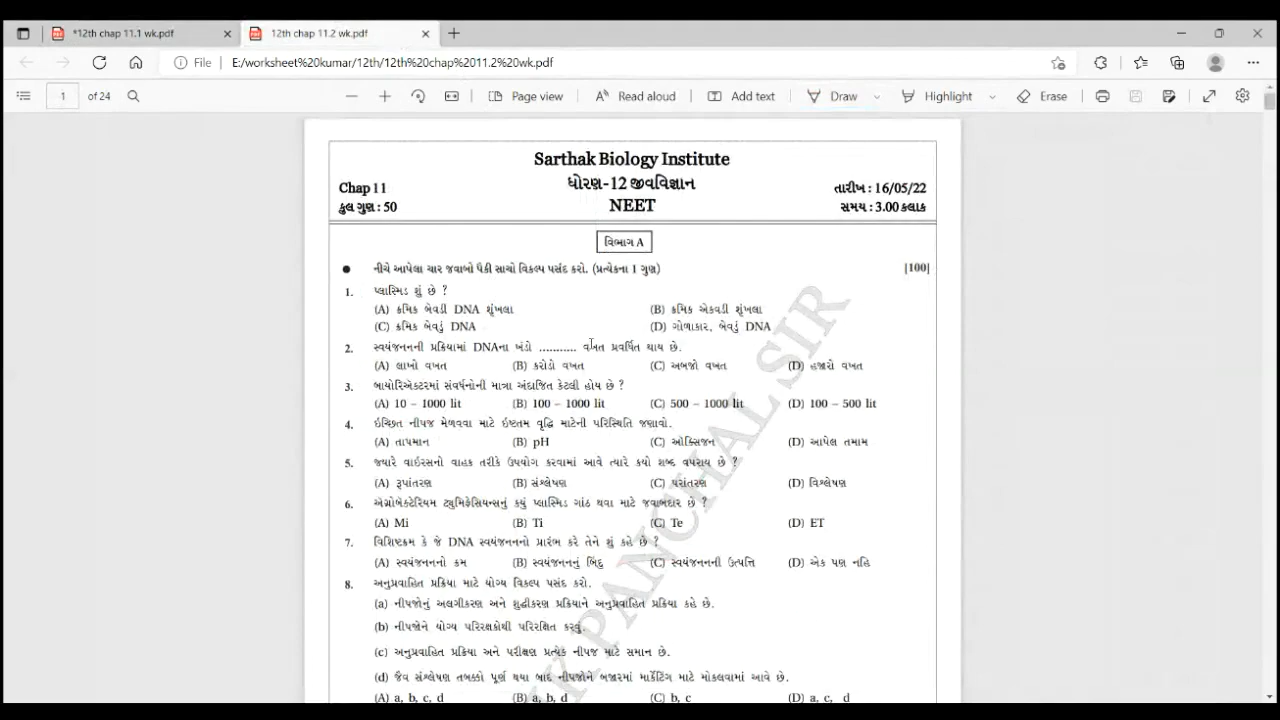 *12th chap 11.1 wk.pdf
12th chap 11.2 wk.pdf
File E:/worksheet%20kumar/12th/12th%20chap%2011.2%20wk.pdf
1 of 24 Page view Read aloud Add text Draw Highlight Erase
Sarthak Biology Institute
Chap 11 ધોરણ-12 જીવવિજ્ઞાન તારીખ : 16/05/22
કુલ ગુણ : 50 NEET સમય : 3.00 કલાક
વિભાગ A
● નીચે આપેલા ચાર જવાબો પૈકી સાચો વિકલ્પ પસંદ કરો. (પ્રત્યેકના 1 ગુણ) [100]
1. પ્લાસ્મિડ શું છે ?
(A) ક્રમિક બેવડી DNA શૃંખલા (B) ક્રમિક એકવડી શૃંખલા
(C) ક્રમિક બેવડું DNA (D) ગોળાકાર, બેવડું DNA
2. સ્વયંજનનની પ્રક્રિયામાં DNAના ખંડો ........... વખત પ્રવર્ધિત થાય છે.
(A) લાખો વખત (B) કરોડો વખત (C) અબજો વખત (D) હજારો વખત
3. બાયોરિએક્ટરમાં સંવર્ધનોની માત્રા અંદાજિત કેટલી હોય છે ?
(A) 10 – 1000 lit (B) 100 – 1000 lit (C) 500 – 1000 lit (D) 100 – 500 lit
4. ઇચ્છિત નીપજ મેળવવા માટે ઇષ્ટતમ વૃદ્ધિ માટેની પરિસ્થિતિ જણાવો.
(A) તાપમાન (B) pH (C) ઓક્સિજન (D) આપેલ તમામ
5. જ્યારે વાઇરસનો વાહક તરીકે ઉપયોગ કરવામાં આવે ત્યારે કયો શબ્દ વપરાય છે ?
(A) રૂપાંતરણ (B) સંશ્લેષણ (C) પરાંતરણ (D) વિશ્લેષણ
6. એગ્રોબેક્ટેરિયમ ટ્યુમિફેસિયન્સનું ક્યું પ્લાસ્મિડ ગાંઠ થવા માટે જવાબદાર છે ?
(A) Mi (B) Ti (C) Te (D) ET
7. વિશિષ્ટક્રમ કે જે DNA સ્વયંજનનનો પ્રારંભ કરે તેને શું કહે છે ?
(A) સ્વયંજનનનો ક્રમ (B) સ્વયંજનનનું બિંદુ (C) સ્વયંજનનની ઉત્પત્તિ (D) એક પણ નહિ
8. અનુપ્રવાહિત પ્રક્રિયા માટે યોગ્ય વિકલ્પ પસંદ કરો.
(a) નીપજોનું અલગીકરણ અને શુદ્ધીકરણ પ્રક્રિયાને અનુપ્રવાહિત પ્રક્રિયા કહે છે.
(b) નીપજોને યોગ્ય પરિરક્ષકોથી પરિરક્ષિત કરવું.
(c) અનુપ્રવાહિત પ્રક્રિયા અને પરીક્ષણ પ્રત્યેક નીપજ માટે સમાન છે.
(d) જૈવ સંશ્લેષણ તબક્કો પૂર્ણ થયા બાદ નીપજોને બજારમાં માર્કેટિંગ માટે મોકલવામાં આવે છે.
(A) a, b, c, d (B) a, b, d (C) b, c (D) a, c, d
PANCHAL SIR